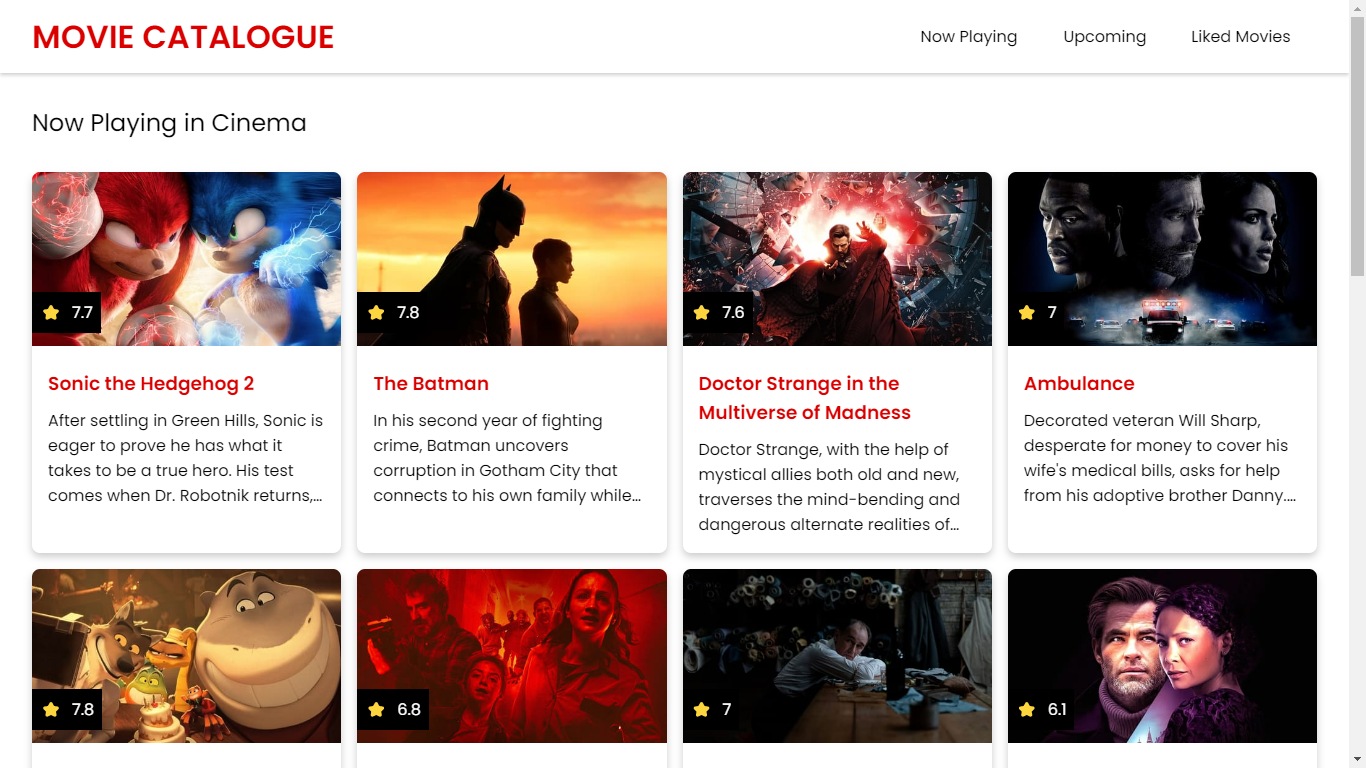 MOVIE CATALOGUE
Now Playing
Upcoming
Liked Movies
Now Playing in Cinema
7.7
7.8
7.6
7
Sonic the Hedgehog 2
After settling in Green Hills, Sonic is
eager to prove he has what it
takes to be a true hero. His test
comes when Dr. Robotnik returns,…
The Batman
In his second year of fighting
crime, Batman uncovers
corruption in Gotham City that
connects to his own family while…
Doctor Strange in the
Multiverse of Madness
Doctor Strange, with the help of
mystical allies both old and new,
traverses the mind-bending and
dangerous alternate realities of…
Ambulance
Decorated veteran Will Sharp,
desperate for money to cover his
wife's medical bills, asks for help
from his adoptive brother Danny.…
7.8
6.8
7
6.1